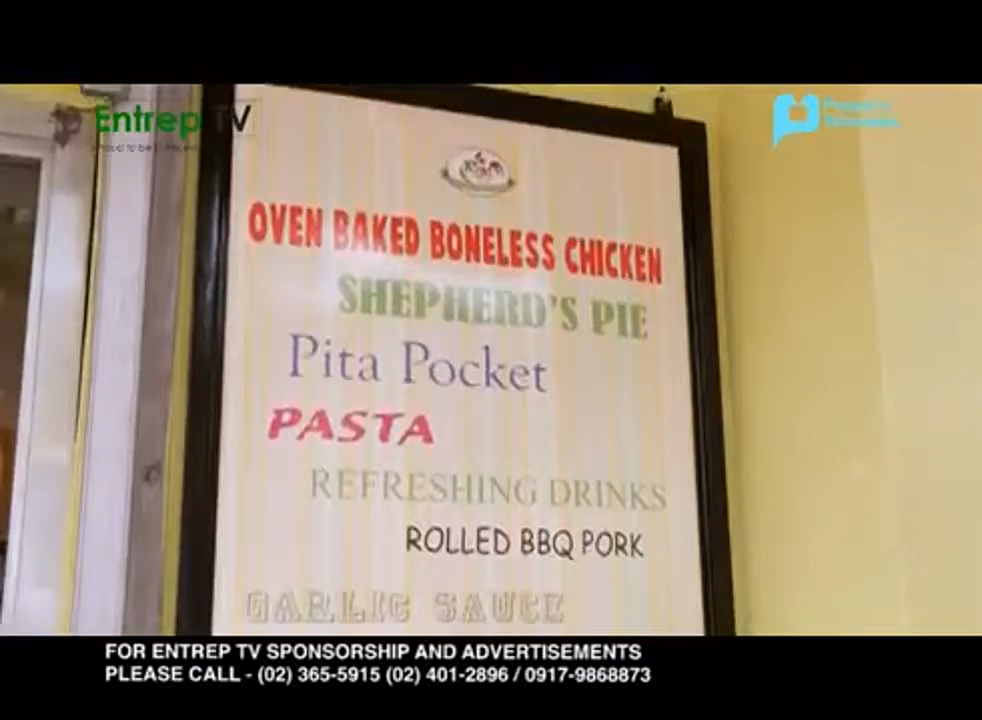 Entrep TV
OVEN BAKED BONELESS CHICKEN
SHEPHERD'S PIE
Pita Pocket
PASTA
REFRESHING DRINKS
ROLLED BBQ PORK
GARLIC SAUCE
FOR ENTREP TV SPONSORSHIP AND ADVERTISEMENTS
PLEASE CALL - (02) 365-5915 (02) 401-2896 / 0917-9868873